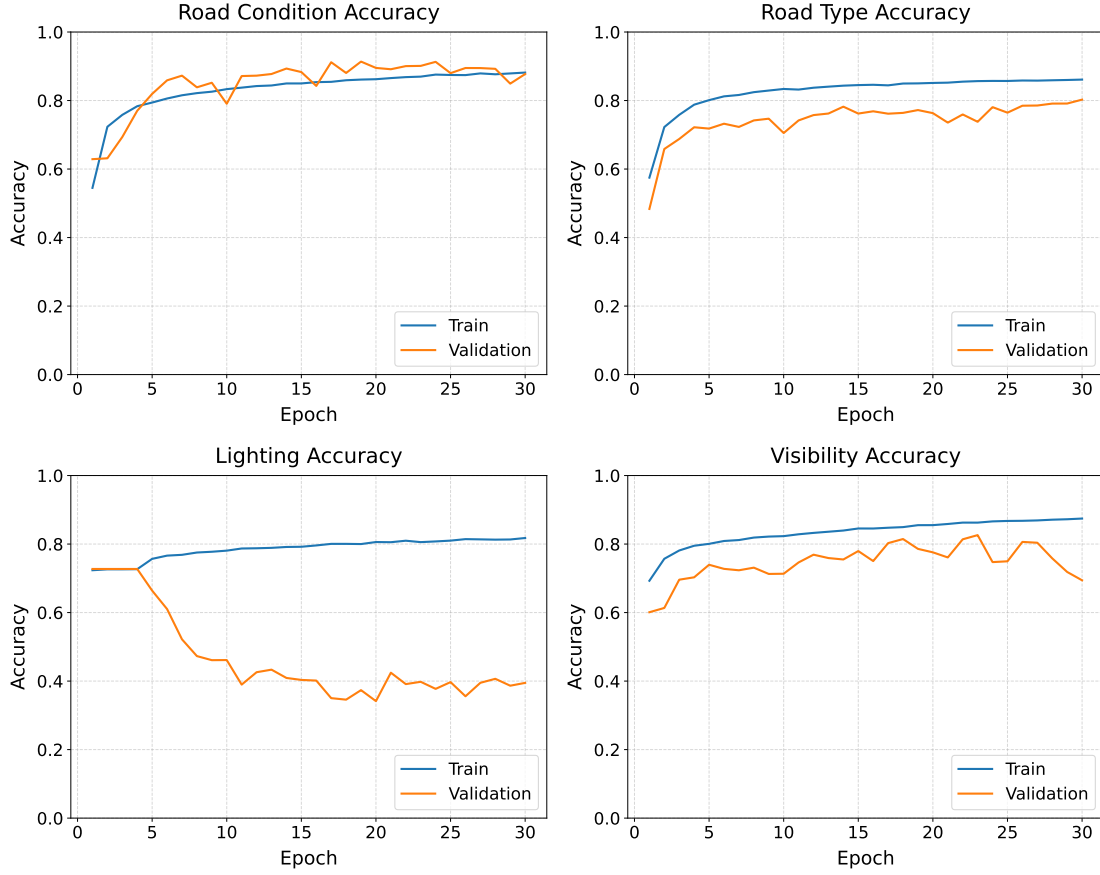 Road Condition Accuracy
1.0
0.8
0.6
0.4
0.2
0.0
Accuracy
Train
Validation
0 5 10 15 20 25 30
Epoch
Road Type Accuracy
1.0
0.8
0.6
0.4
0.2
0.0
Accuracy
Train
Validation
0 5 10 15 20 25 30
Epoch
Lighting Accuracy
1.0
0.8
0.6
0.4
0.2
0.0
Accuracy
Train
Validation
0 5 10 15 20 25 30
Epoch
Visibility Accuracy
1.0
0.8
0.6
0.4
0.2
0.0
Accuracy
Train
Validation
0 5 10 15 20 25 30
Epoch